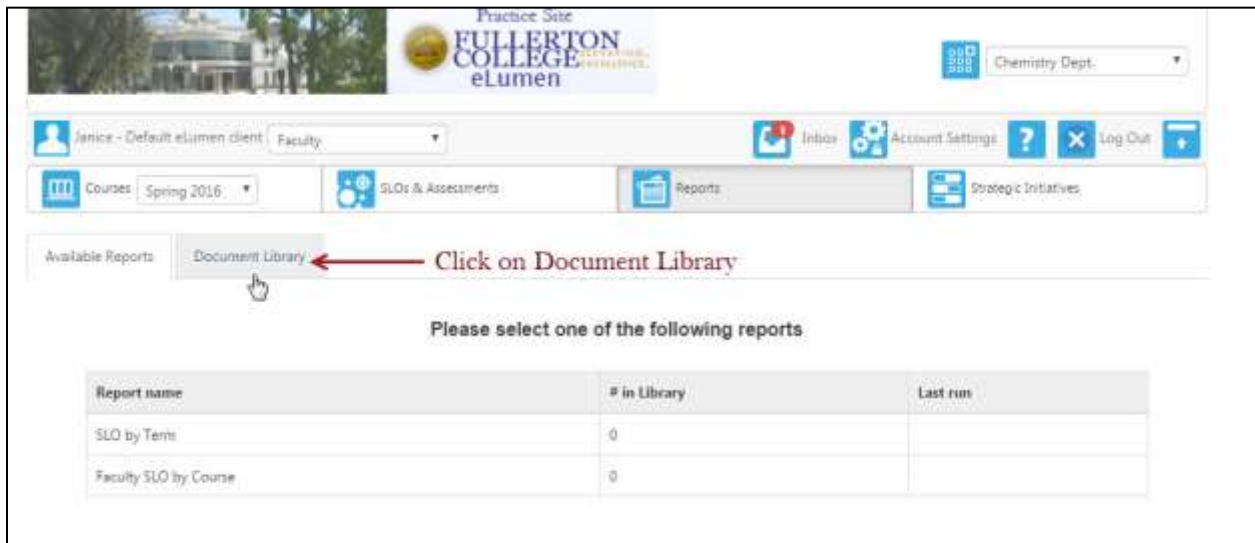 Practice Site
FULLERTON
COLLEGE
eLumen
Chemistry Dept.
Janice - Default eLumen client Faculty
Inbox Account Settings ? Log Out
Courses Spring 2016 SLOs & Assessments Reports Strategic Initiatives
Available Reports Document Library Click on Document Library
Please select one of the following reports
Report name # in Library Last run
SLO by Term 0
Faculty SLO by Course 0